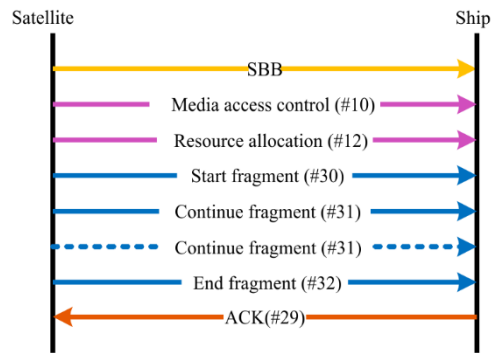 Satellite Ship
SBB
Media access control (#10)
Resource allocation (#12)
Start fragment (#30)
Continue fragment (#31)
Continue fragment (#31)
End fragment (#32)
ACK(#29)